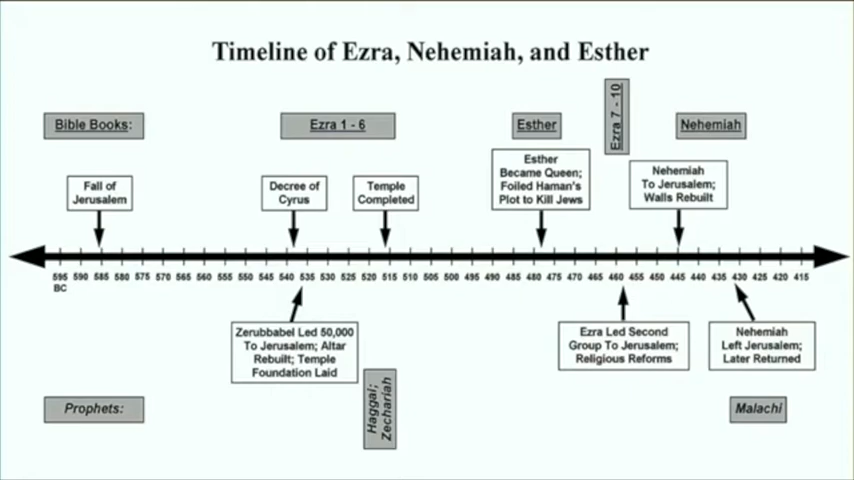 Timeline of Ezra, Nehemiah, and Esther
Bible Books:
Ezra 1 - 6
Esther
Ezra 7 - 10
Nehemiah
Fall of
Jerusalem
Decree of
Cyrus
Temple
Completed
Esther
Became Queen;
Foiled Haman's
Plot to Kill Jews
Nehemiah
To Jerusalem;
Walls Rebuilt
595 590 585 580 575 570 565 560 555 550 545 540 535 530 525 520 515 510 505 500 495 490 485 480 475 470 465 460 455 450 445 440 435 430 425 420 415
BC
Zerubbabel Led 50,000
To Jerusalem; Altar
Rebuilt; Temple
Foundation Laid
Ezra Led Second
Group To Jerusalem;
Religious Reforms
Nehemiah
Left Jerusalem;
Later Returned
Prophets:
Haggai;
Zechariah
Malachi